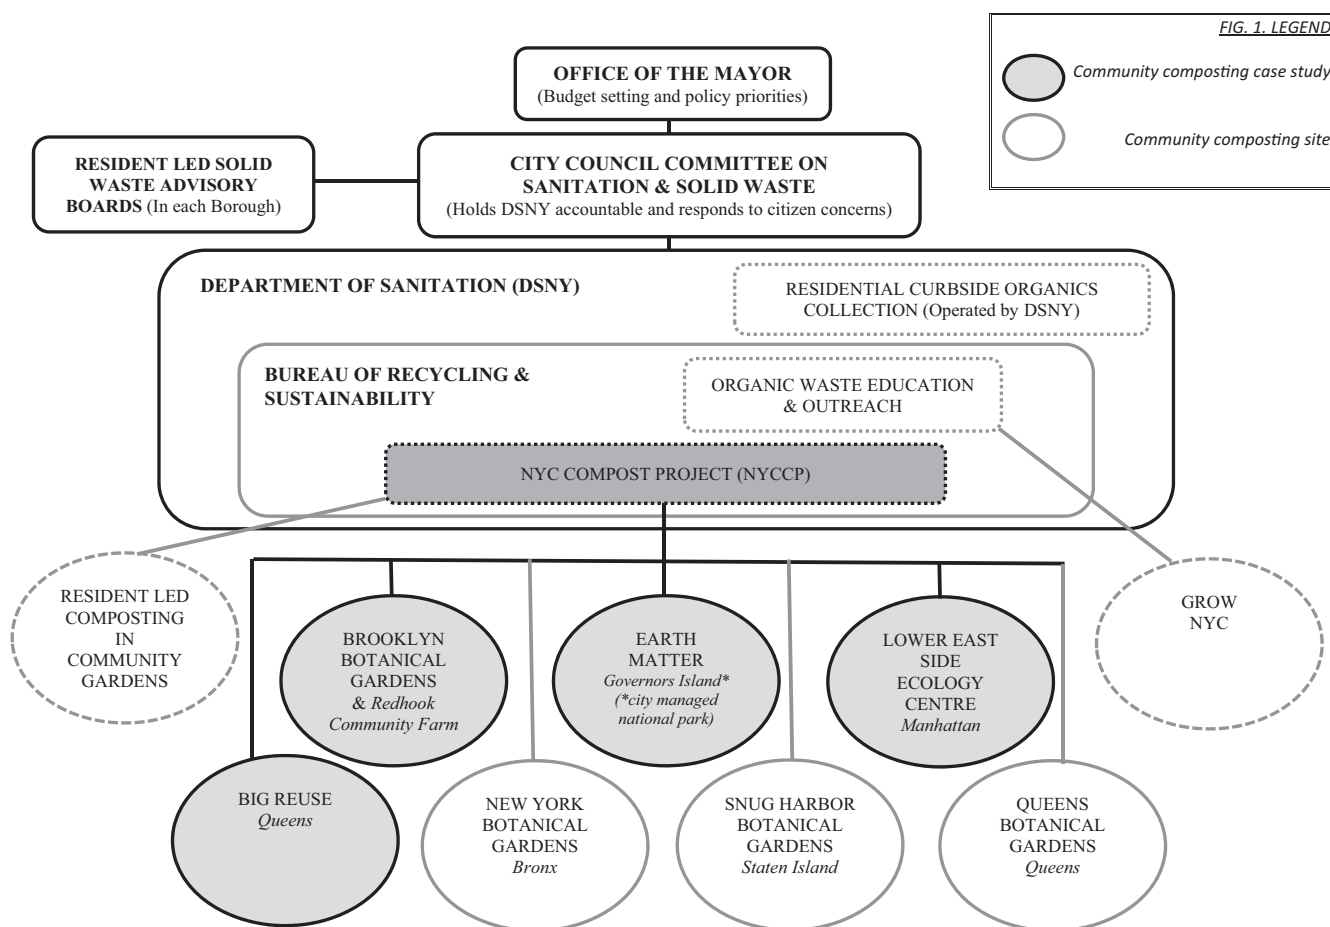 FIG. 1. LEGEND
Community composting case study
Community composting site
OFFICE OF THE MAYOR
(Budget setting and policy priorities)
RESIDENT LED SOLID
WASTE ADVISORY
BOARDS (In each Borough)
CITY COUNCIL COMMITTEE ON
SANITATION & SOLID WASTE
(Holds DSNY accountable and responds to citizen concerns)
DEPARTMENT OF SANITATION (DSNY)
RESIDENTIAL CURBSIDE ORGANICS
COLLECTION (Operated by DSNY)
BUREAU OF RECYCLING &
SUSTAINABILITY
ORGANIC WASTE EDUCATION
& OUTREACH
NYC COMPOST PROJECT (NYCCP)
RESIDENT LED
COMPOSTING
IN
COMMUNITY
GARDENS
BROOKLYN
BOTANICAL
GARDENS
& Redhook
Community Farm
EARTH
MATTER
Governors Island*
(*city managed
national park)
LOWER EAST
SIDE
ECOLOGY
CENTRE
Manhattan
GROW
NYC
BIG REUSE
Queens
NEW YORK
BOTANICAL
GARDENS
Bronx
SNUG HARBOR
BOTANICAL
GARDENS
Staten Island
QUEENS
BOTANICAL
GARDENS
Queens